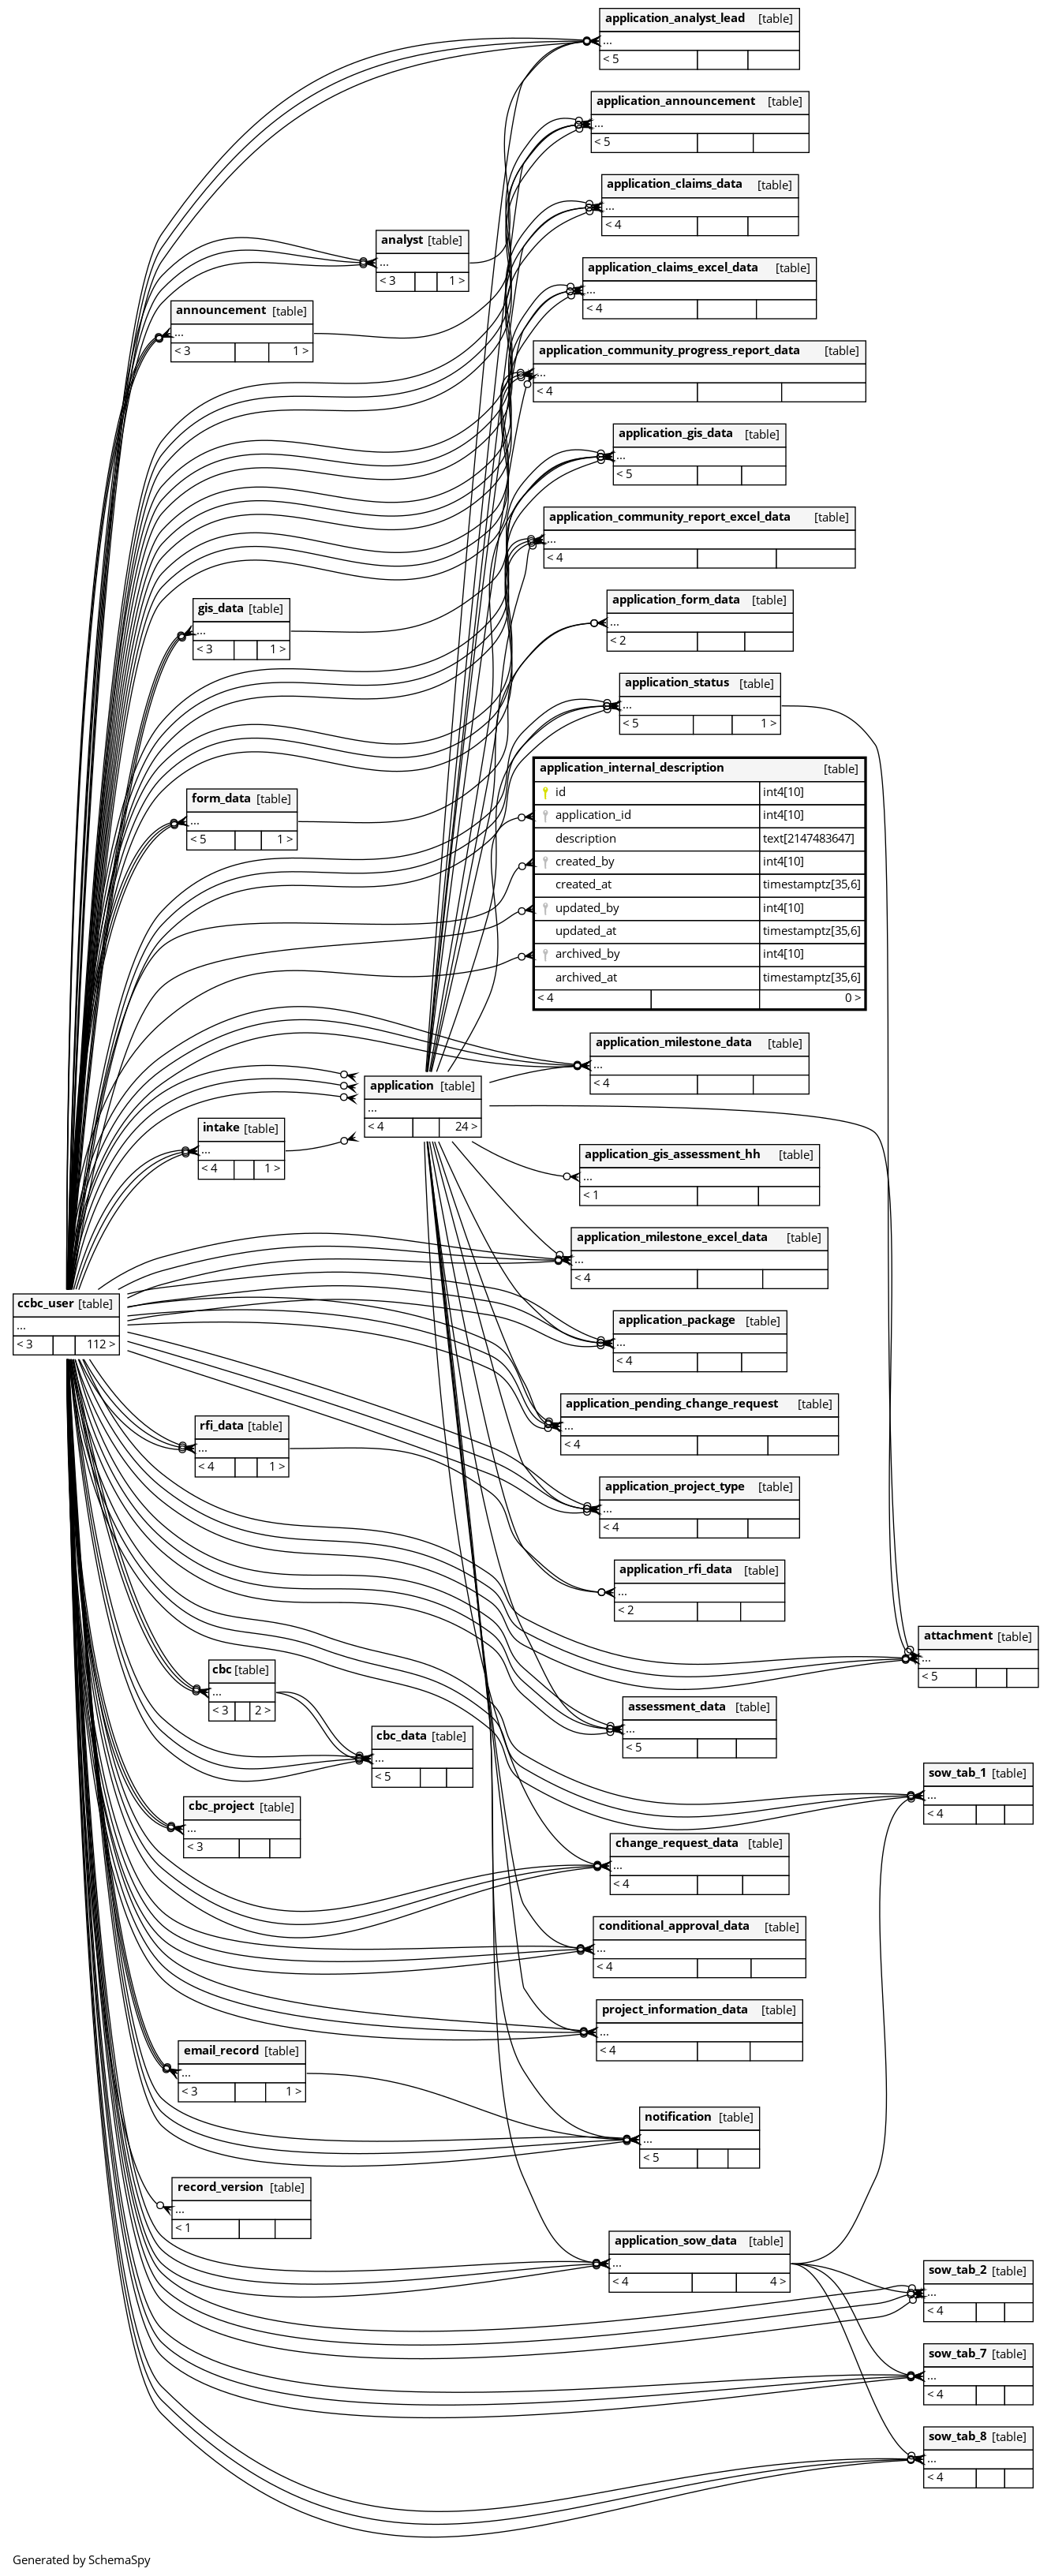 application_analyst_lead [table]
...
< 5
application_announcement [table]
...
< 5
application_claims_data [table]
...
< 4
analyst [table]
...
< 3 1 >
application_claims_excel_data [table]
...
< 4
announcement [table]
...
< 3 1 >
application_community_progress_report_data [table]
...
< 4
application_gis_data [table]
...
< 5
application_community_report_excel_data [table]
...
< 4
gis_data [table]
...
< 3 1 >
application_form_data [table]
...
< 2
application_status [table]
...
< 5 1 >
application_internal_description [table]
id int4[10]
application_id int4[10]
description text[2147483647]
created_by int4[10]
created_at timestamptz[35,6]
updated_by int4[10]
updated_at timestamptz[35,6]
archived_by int4[10]
archived_at timestamptz[35,6]
< 4 0 >
form_data [table]
...
< 5 1 >
application_milestone_data [table]
...
< 4
application [table]
...
< 4 24 >
intake [table]
...
< 4 1 >
application_gis_assessment_hh [table]
...
< 1
application_milestone_excel_data [table]
...
< 4
ccbc_user [table]
...
< 3 112 >
application_package [table]
...
< 4
application_pending_change_request [table]
...
< 4
rfi_data [table]
...
< 4 1 >
application_project_type [table]
...
< 4
application_rfi_data [table]
...
< 2
attachment [table]
...
< 5
cbc [table]
...
< 3 2 >
assessment_data [table]
...
< 5
cbc_data [table]
...
< 5
sow_tab_1 [table]
...
< 4
cbc_project [table]
...
< 3
change_request_data [table]
...
< 4
conditional_approval_data [table]
...
< 4
project_information_data [table]
...
< 4
email_record [table]
...
< 3 1 >
notification [table]
...
< 5
record_version [table]
...
< 1
application_sow_data [table]
...
< 4 4 >
sow_tab_2 [table]
...
< 4
sow_tab_7 [table]
...
< 4
sow_tab_8 [table]
...
< 4
Generated by SchemaSpy